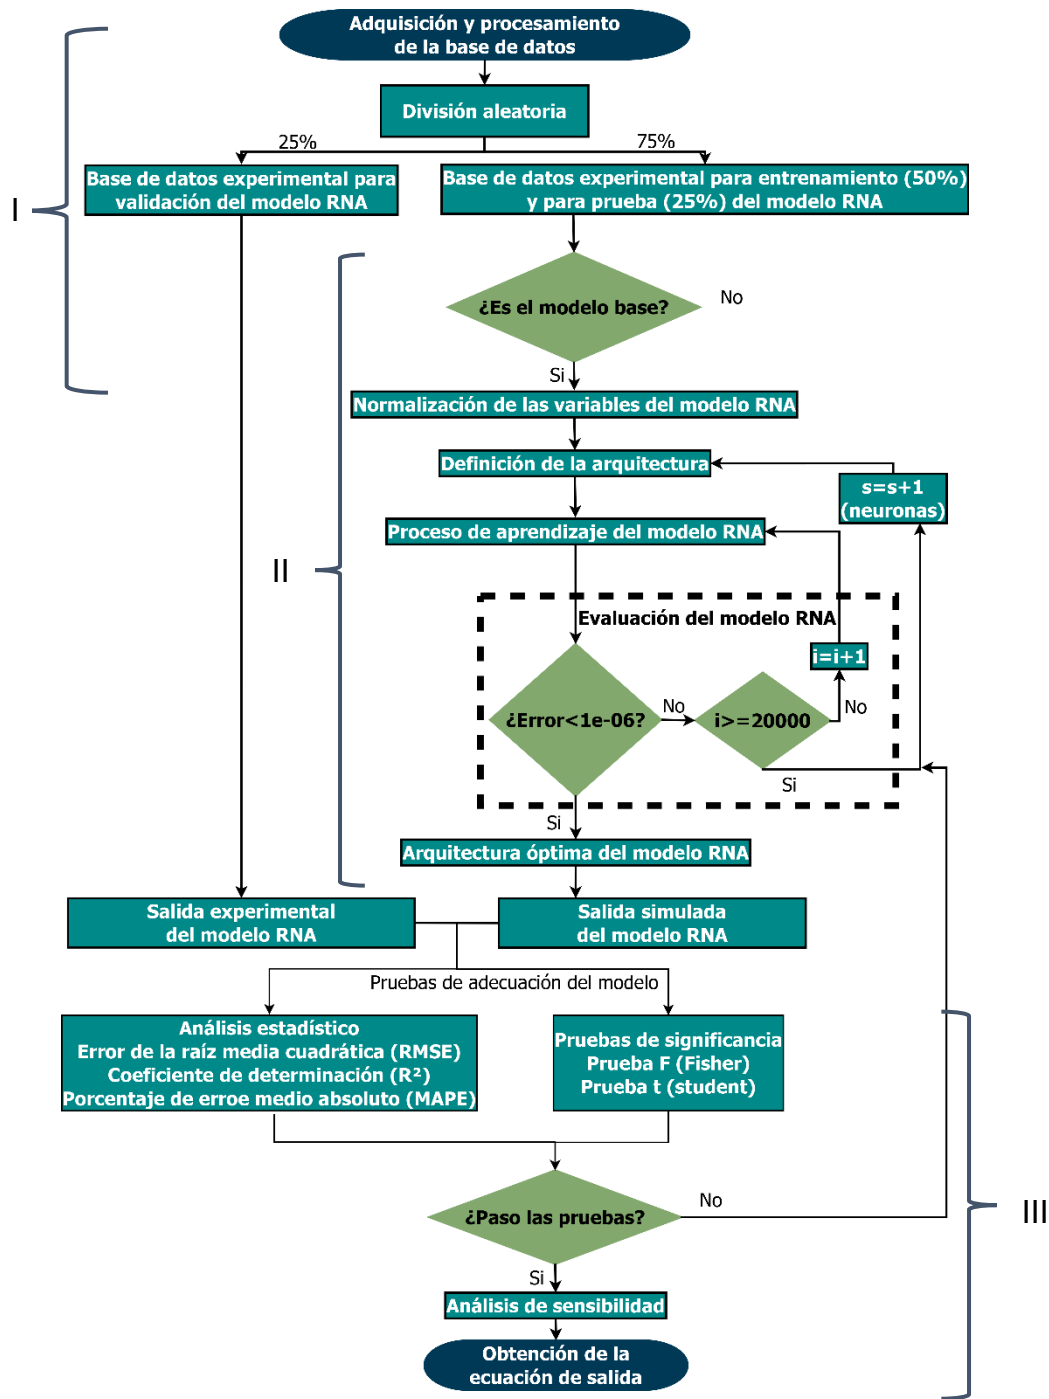 Adquisición y procesamiento
de la base de datos
División aleatoria
25%
75%
Base de datos experimental para
validación del modelo RNA
Base de datos experimental para entrenamiento (50%)
y para prueba (25%) del modelo RNA
I
¿Es el modelo base?
No
Si
Normalización de las variables del modelo RNA
Definición de la arquitectura
s=s+1
(neuronas)
Proceso de aprendizaje del modelo RNA
II
Evaluación del modelo RNA
i=i+1
¿Error<1e-06?
No
i>=20000
No
Si
Si
Arquitectura óptima del modelo RNA
Salida experimental
del modelo RNA
Salida simulada
del modelo RNA
Pruebas de adecuación del modelo
Análisis estadístico
Error de la raíz media cuadrática (RMSE)
Coeficiente de determinación (R²)
Porcentaje de erroe medio absoluto (MAPE)
Pruebas de significancia
Prueba F (Fisher)
Prueba t (student)
¿Paso las pruebas?
No
III
Si
Análisis de sensibilidad
Obtención de la
ecuación de salida